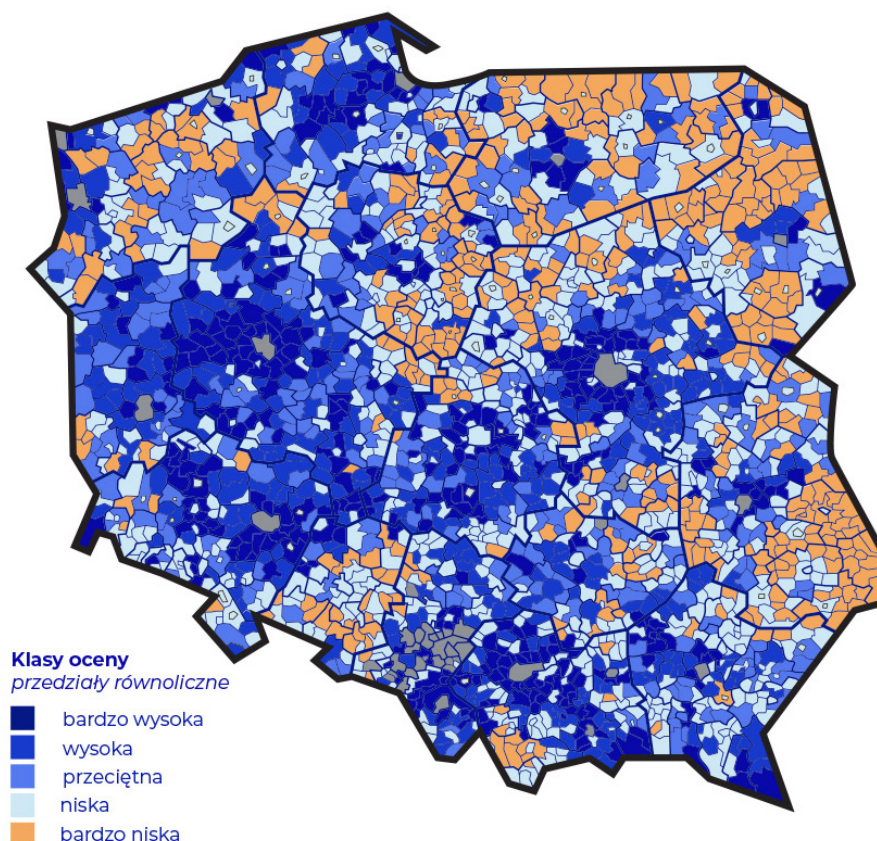 Klasy oceny
przedziały równoliczne
bardzo wysoka
wysoka
przeciętna
niska
bardzo niska